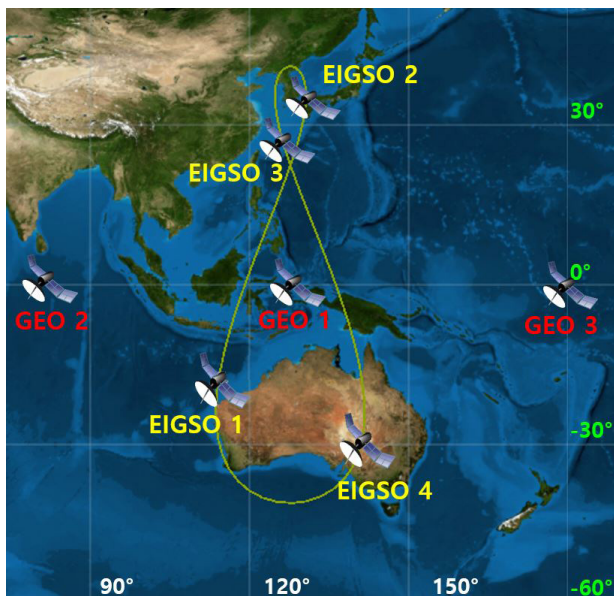 EIGSO 2
30°
EIGSO 3
0°
GEO 2
GEO 1
GEO 3
EIGSO 1
-30°
EIGSO 4
90°
120°
150°
-60°